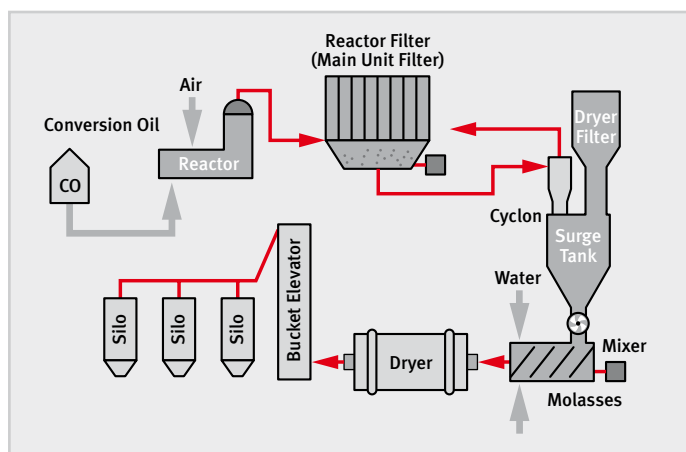 Reactor Filter
(Main Unit Filter)
Air
Conversion Oil
CO
Reactor
Dryer
Filter
Cyclon
Surge
Tank
Water
Bucket Elevator
Silo
Silo
Silo
Dryer
Mixer
Molasses